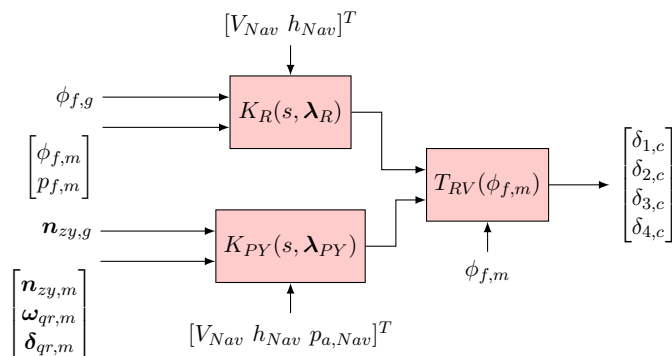 [V_{Nav} h_{Nav}]^T
ϕ_{f,g}
K_R(s, λ_R)
[ϕ_{f,m}
p_{f,m}]
T_{RV}(ϕ_{f,m})
[δ_{1,c}
δ_{2,c}
δ_{3,c}
δ_{4,c}]
n_{zy,g}
K_{PY}(s, λ_{PY})
ϕ_{f,m}
[n_{zy,m}
ω_{qr,m}
δ_{qr,m}]
[V_{Nav} h_{Nav} p_{a,Nav}]^T